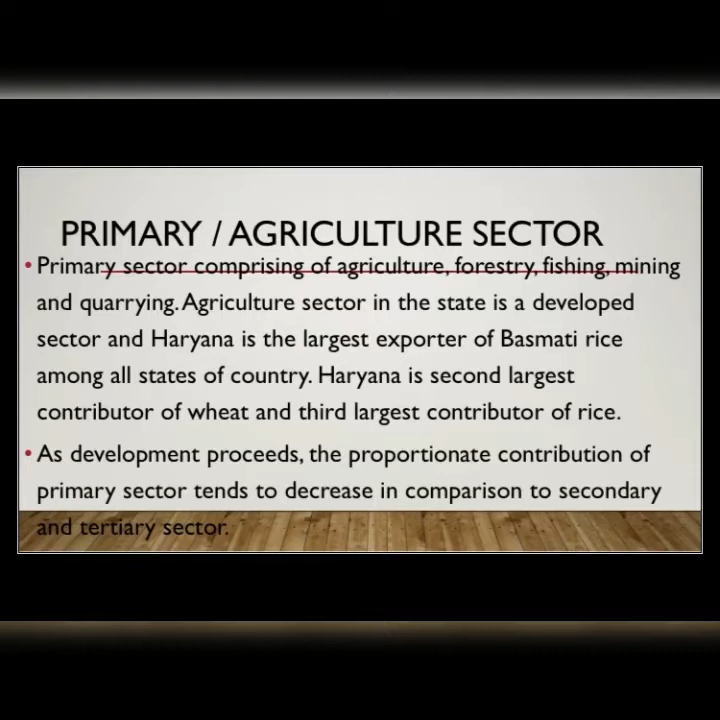 PRIMARY / AGRICULTURE SECTOR
• Primary sector comprising of agriculture, forestry, fishing, mining
and quarrying. Agriculture sector in the state is a developed
sector and Haryana is the largest exporter of Basmati rice
among all states of country. Haryana is second largest
contributor of wheat and third largest contributor of rice.
• As development proceeds, the proportionate contribution of
primary sector tends to decrease in comparison to secondary
and tertiary sector.